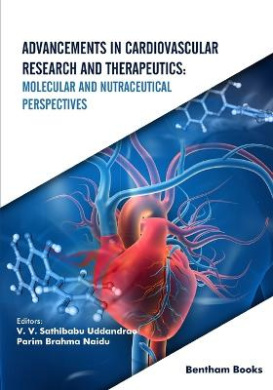 ADVANCEMENTS IN CARDIOVASCULAR
RESEARCH AND THERAPEUTICS:
MOLECULAR AND NUTRACEUTICAL
PERSPECTIVES
Editors:
V. V. Sathibabu Uddandrao
Parim Brahma Naidu
Bentham Books